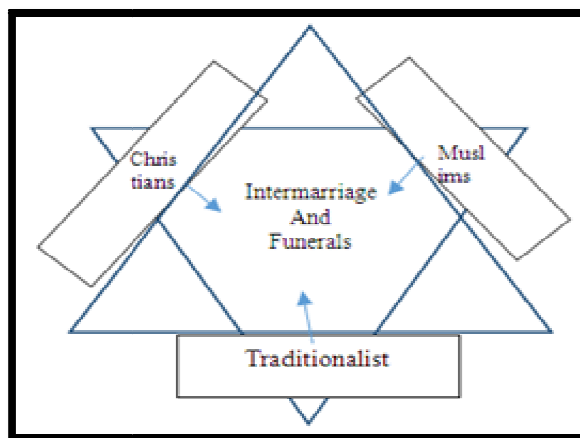 Chris
tians
Musl
ims
Intermarriage
And
Funerals
Traditionalist